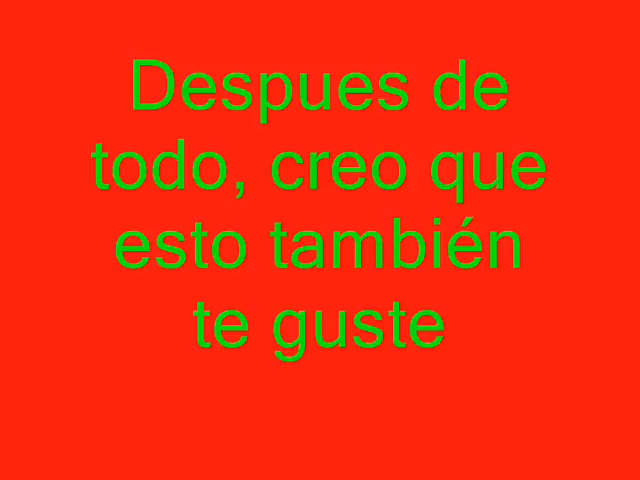 Despues de
todo, creo que
esto también
te guste